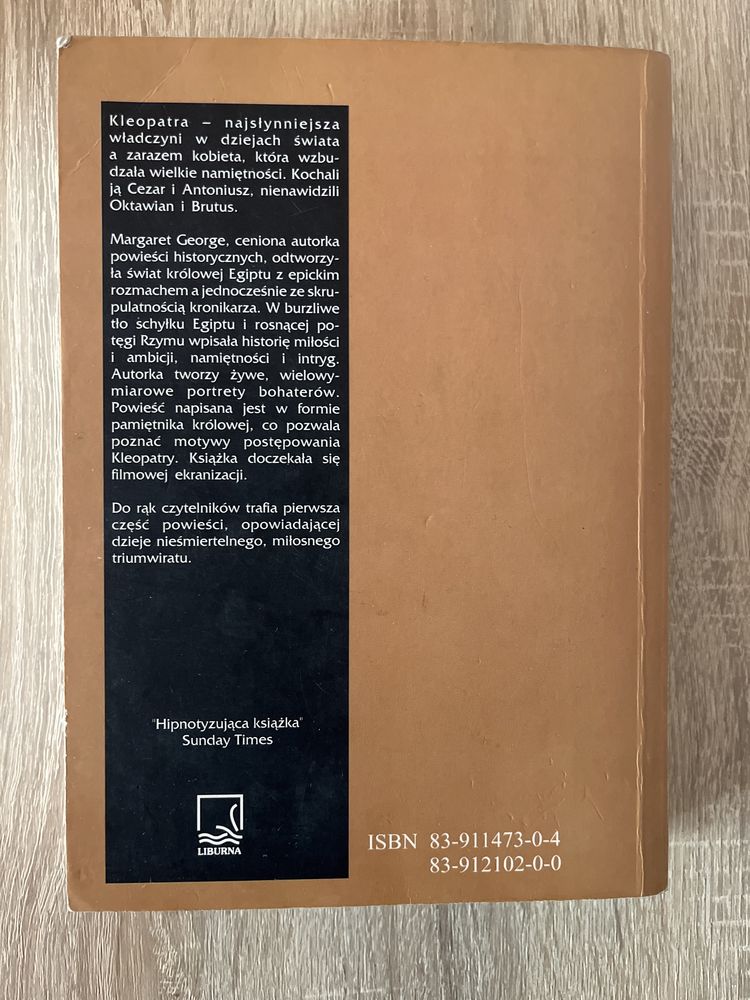 Kleopatra – najsłynniejsza
władczyni w dziejach świata
a zarazem kobieta, która wzbu-
dzała wielkie namiętności. Kochali
ją Cezar i Antoniusz, nienawidzili
Oktawian i Brutus.
Margaret George, ceniona autorka
powieści historycznych, odtworzy-
ła świat królowej Egiptu z epickim
rozmachem a jednocześnie ze skru-
pulatnością kronikarza. W burzliwe
tło schyłku Egiptu i rosnącej po-
tęgi Rzymu wpisała historię miłości
i ambicji, namiętności i intryg.
Autorka tworzy żywe, wielowy-
miarowe portrety bohaterów.
Powieść napisana jest w formie
pamiętnika królowej, co pozwala
poznać motywy postępowania
Kleopatry. Książka doczekała się
filmowej ekranizacji.
Do rąk czytelników trafia pierwsza
część powieści, opowiadającej
dzieje nieśmiertelnego, miłosnego
triumwiratu.
"Hipnotyzująca książka"
Sunday Times
LIBURNA
ISBN 83-911473-0-4
83-912102-0-0